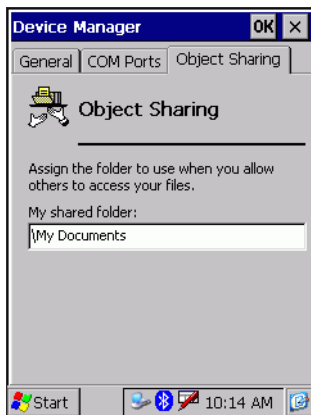 Device Manager OK ×
General COM Ports Object Sharing
Object Sharing
Assign the folder to use when you allow
others to access your files.
My shared folder:
\My Documents
Start 10:14 AM